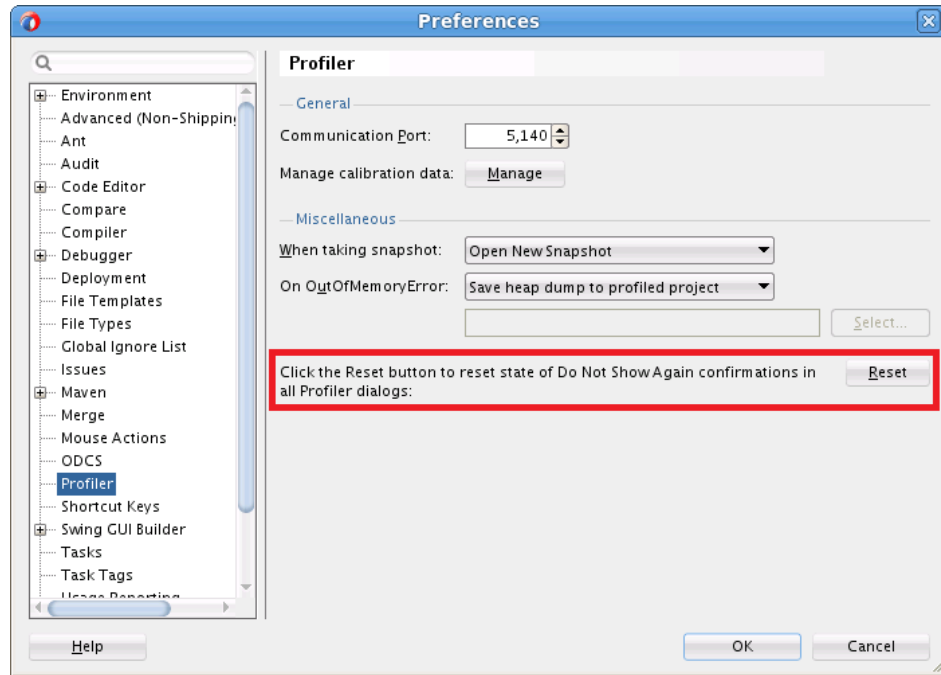 Preferences
Profiler
Environment
Advanced (Non-Shipping
Ant
Audit
Code Editor
Compare
Compiler
Debugger
Deployment
File Templates
File Types
Global Ignore List
Issues
Maven
Merge
Mouse Actions
ODCS
Profiler
Shortcut Keys
Swing GUI Builder
Tasks
Task Tags
Usage Reporting
General
Communication Port: 5,140
Manage calibration data: Manage
Miscellaneous
When taking snapshot: Open New Snapshot
On OutOfMemoryError: Save heap dump to profiled project
Select...
Click the Reset button to reset state of Do Not Show Again confirmations in
all Profiler dialogs:
Reset
Help
OK
Cancel